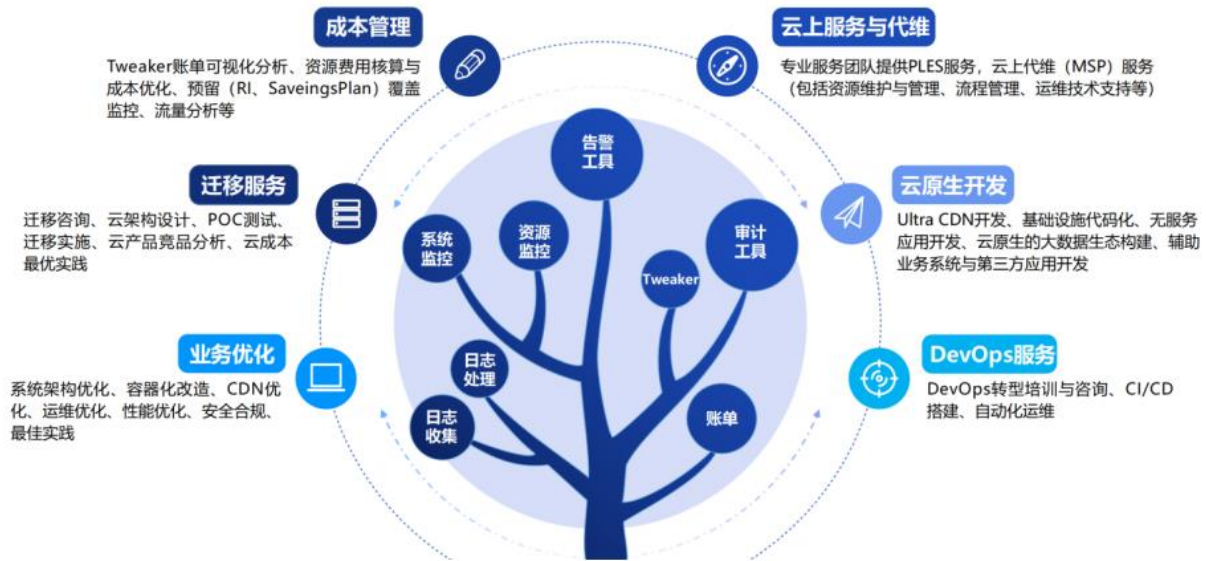 成本管理
Tweaker账单可视化分析、资源费用核算与
成本优化、预留（RI、SaveingsPlan）覆盖
监控、流量分析等
迁移服务
迁移咨询、云架构设计、POC测试、
迁移实施、云产品竞品分析、云成本
最优实践
业务优化
系统架构优化、容器化改造、CDN优
化、运维优化、性能优化、安全合规、
最佳实践
告警
工具
系统
监控
资源
监控
审计
工具
Tweaker
日志
处理
日志
收集
账单
云上服务与代维
专业服务团队提供PLES服务，云上代维（MSP）服务
（包括资源维护与管理、流程管理、运维技术支持等）
云原生开发
Ultra CDN开发、基础设施代码化、无服务
应用开发、云原生的大数据生态构建、辅助
业务系统与第三方应用开发
DevOps服务
DevOps转型培训与咨询、CI/CD
搭建、自动化运维